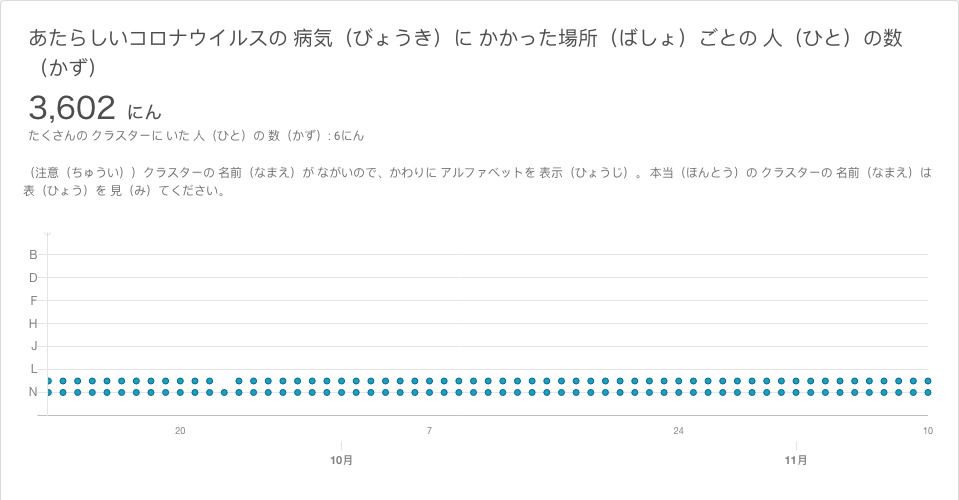 あたらしいコロナウイルスの 病気（びょうき）に かかった場所（ばしょ）ごとの 人（ひと）の数
（かず）
3,602 にん
たくさんの クラスターに いた 人（ひと）の 数（かず）: 6にん
（注意（ちゅうい））クラスターの 名前（なまえ）が ながいので、かわりに アルファベットを 表示（ひょうじ）。 本当（ほんとう）の クラスターの 名前（なまえ）は
表（ひょう）を 見（み）てください。
B
D
F
H
J
L
N
20 7 24 10
10月 11月